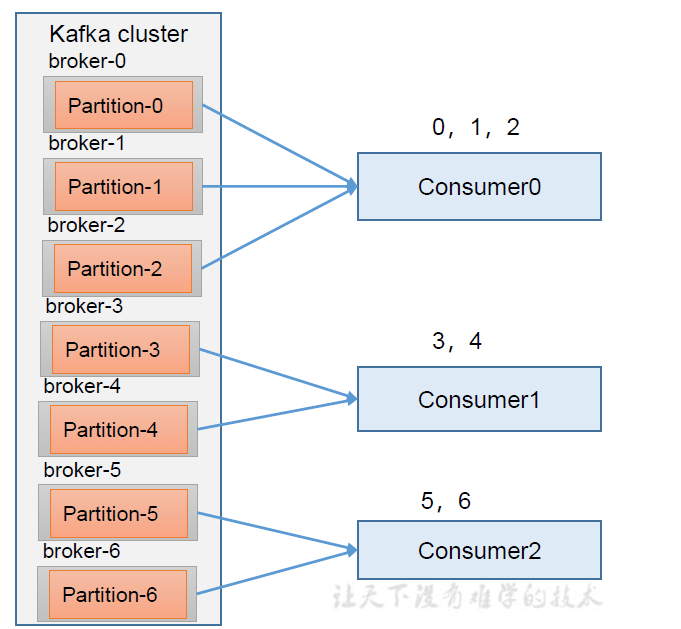 Kafka cluster
broker-0
Partition-0
broker-1
Partition-1
broker-2
Partition-2
broker-3
Partition-3
broker-4
Partition-4
broker-5
Partition-5
broker-6
Partition-6
0，1，2
Consumer0
3，4
Consumer1
5，6
Consumer2
让天下没有难学的技术